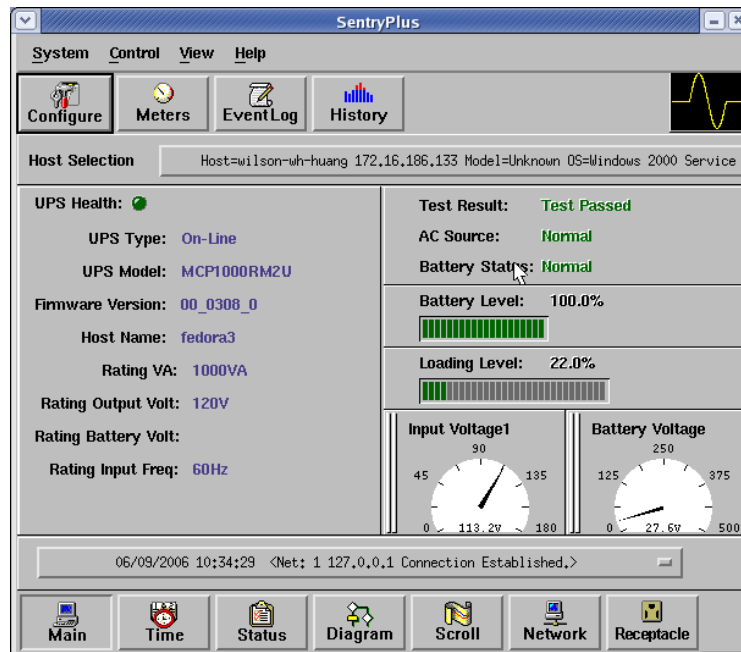 SentryPlus
System Control View Help
Configure Meters EventLog History
Host Selection Host=wilson-wh-huang 172.16.186.133 Model=Unknown OS=Windows 2000 Service
UPS Health:
UPS Type: On-Line
UPS Model: MCP1000RM2U
Firmware Version: 00_0308_0
Host Name: fedora3
Rating VA: 1000VA
Rating Output Volt: 120V
Rating Battery Volt:
Rating Input Freq: 60Hz
Test Result: Test Passed
AC Source: Normal
Battery Status: Normal
Battery Level: 100.0%
Loading Level: 22.0%
Input Voltage1
90
45 135
0 113.2V 180
Battery Voltage
250
125 375
0 27.6V 500
06/09/2006 10:34:29 <Net: 1 127.0.0.1 Connection Established.>
Main Time Status Diagram Scroll Network Receptacle